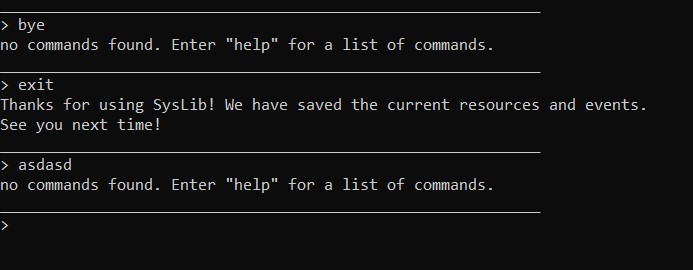 > bye
no commands found. Enter "help" for a list of commands.
> exit
Thanks for using SysLib! We have saved the current resources and events.
See you next time!
> asdasd
no commands found. Enter "help" for a list of commands.
>